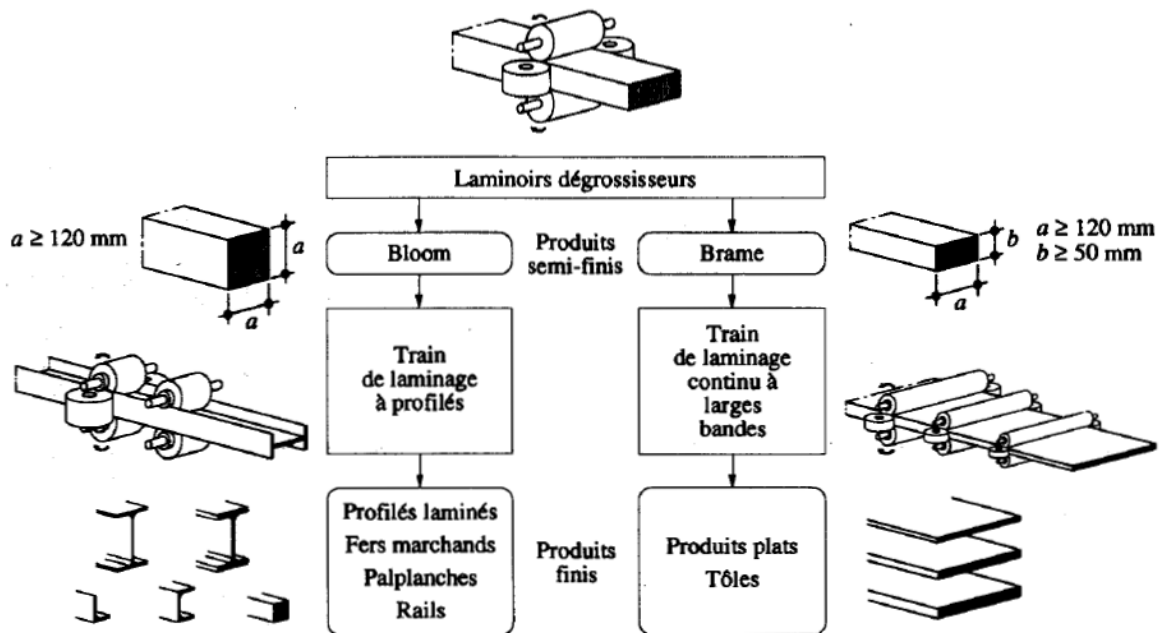 Laminoirs dégrossisseurs
a ≥ 120 mm
a
a
Bloom
Produits
semi-finis
Brame
b
a
a ≥ 120 mm
b ≥ 50 mm
Train
de laminage
à profilés
Train
de laminage
continu à
larges
bandes
Profilés laminés
Fers marchands
Palplanches
Rails
Produits
finis
Produits plats
Tôles